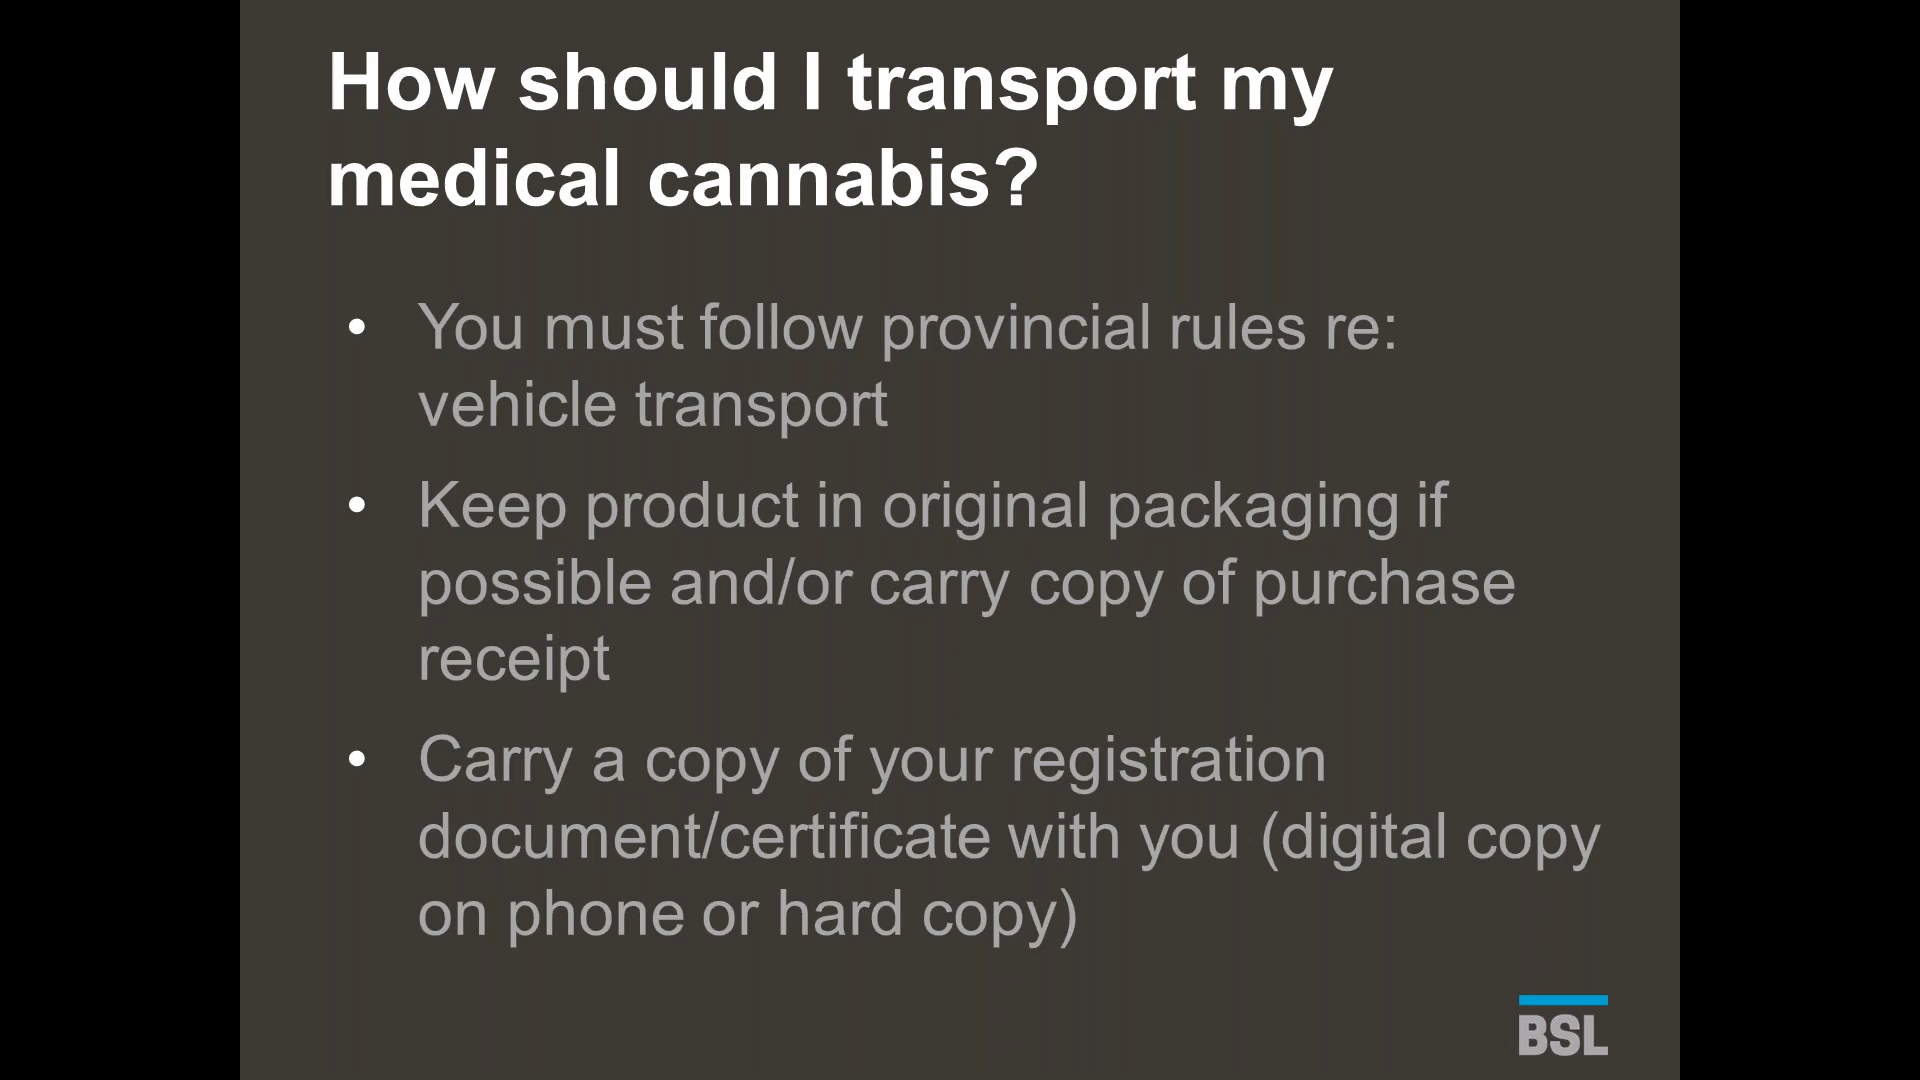 How should I transport my
medical cannabis?
• You must follow provincial rules re:
vehicle transport
• Keep product in original packaging if
possible and/or carry copy of purchase
receipt
• Carry a copy of your registration
document/certificate with you (digital copy
on phone or hard copy)
BSL